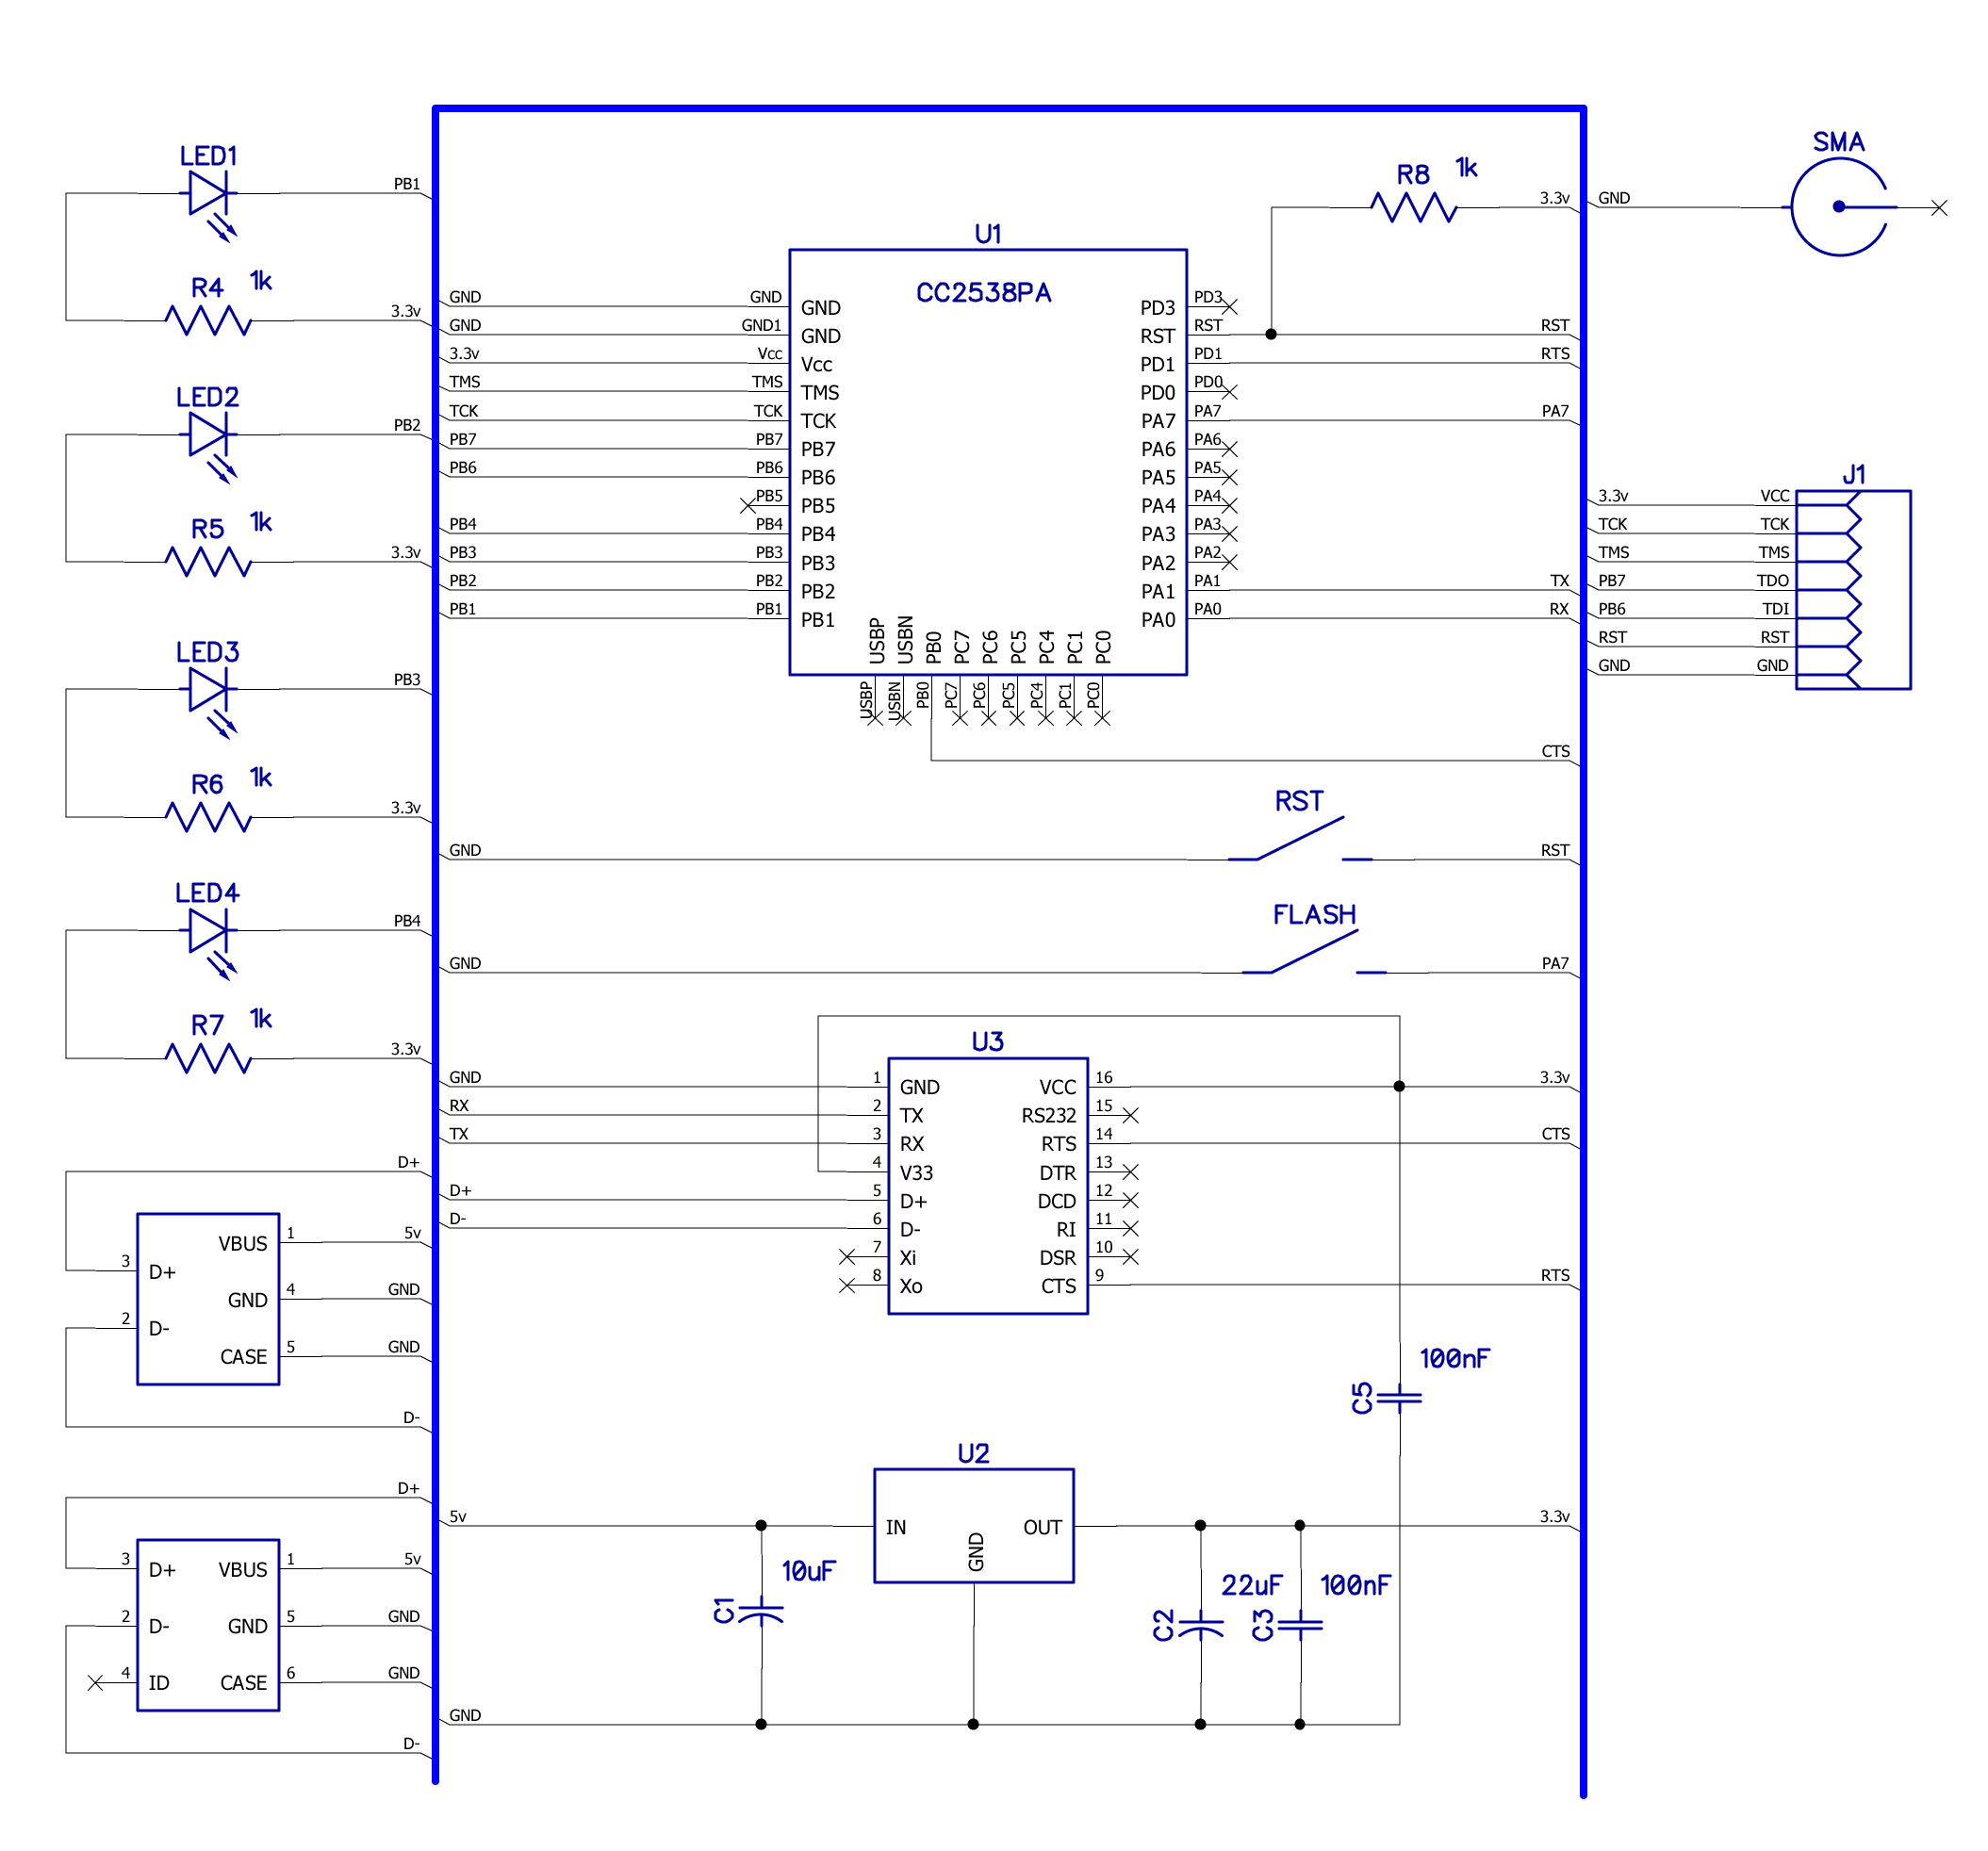 LED1
PB1
R4 1k
3.3v
LED2
PB2
R5 1k
3.3v
LED3
PB3
R6 1k
3.3v
LED4
PB4
R7 1k
3.3v
D+
3 D+
2 D-
VBUS 1 5v
GND 4 GND
CASE 5 GND
D-
D+
3 D+
2 D-
4 ID
VBUS 1 5v
GND 5 GND
CASE 6 GND
D-
U1
CC2538PA
GND GND GND
GND GND1 GND
3.3v Vcc Vcc
TMS TMS TMS
TCK TCK TCK
PB7 PB7 PB7
PB6 PB6 PB6
PB5 PB5
PB4 PB4 PB4
PB3 PB3 PB3
PB2 PB2 PB2
PB1 PB1 PB1
PD3 PD3
RST RST RST
PD1 PD1 RTS
PD0 PD0
PA7 PA7 PA7
PA6 PA6
PA5 PA5
PA4 PA4
PA3 PA3
PA2 PA2
PA1 PA1 TX
PA0 PA0 RX
USBP USBN PB0 PC7 PC6 PC5 PC4 PC1 PC0
USBP USBN PB0 PC7 PC6 PC5 PC4 PC1 PC0
CTS
R8 1k
3.3v
RST
GND RST
FLASH
GND PA7
U3
GND 1 GND
RX 2 TX
TX 3 RX
4 V33
D+ 5 D+
D- 6 D-
7 Xi
8 Xo
VCC 16 3.3v
RS232 15
RTS 14 CTS
DTR 13
DCD 12
RI 11
DSR 10
CTS 9 RTS
C5 100nF
U2
5v IN OUT 3.3v
GND
C1 10uF
C2 22uF
C3 100nF
GND
SMA
GND
J1
3.3v VCC
TCK TCK
TMS TMS
PB7 TDO
PB6 TDI
RST RST
GND GND